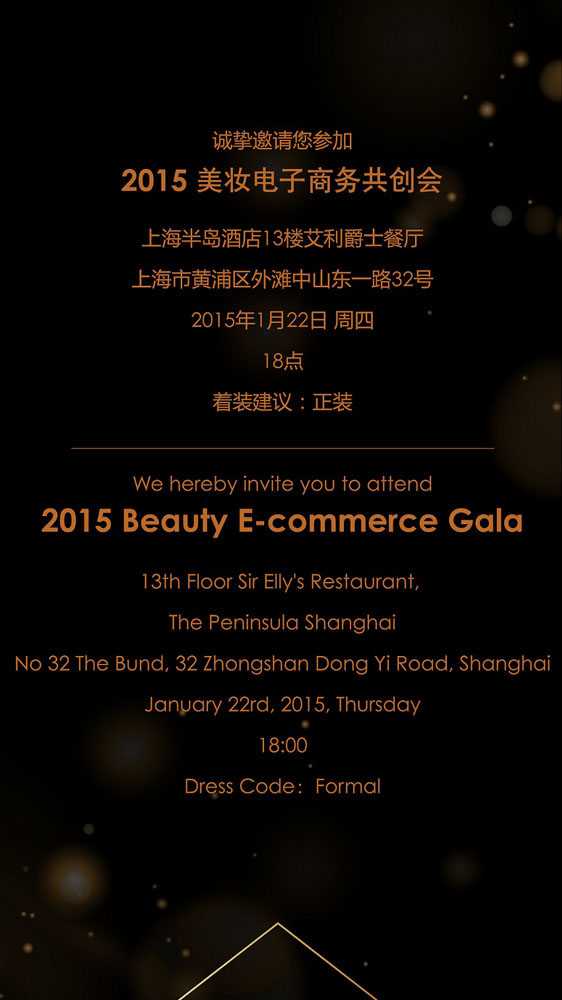 诚挚邀请您参加
2015 美妆电子商务共创会
上海半岛酒店13楼艾利爵士餐厅
上海市黄浦区外滩中山东一路32号
2015年1月22日 周四
18点
着装建议：正装
We hereby invite you to attend
2015 Beauty E-commerce Gala
13th Floor Sir Elly's Restaurant,
The Peninsula Shanghai
No 32 The Bund, 32 Zhongshan Dong Yi Road, Shanghai
January 22rd, 2015, Thursday
18:00
Dress Code：Formal